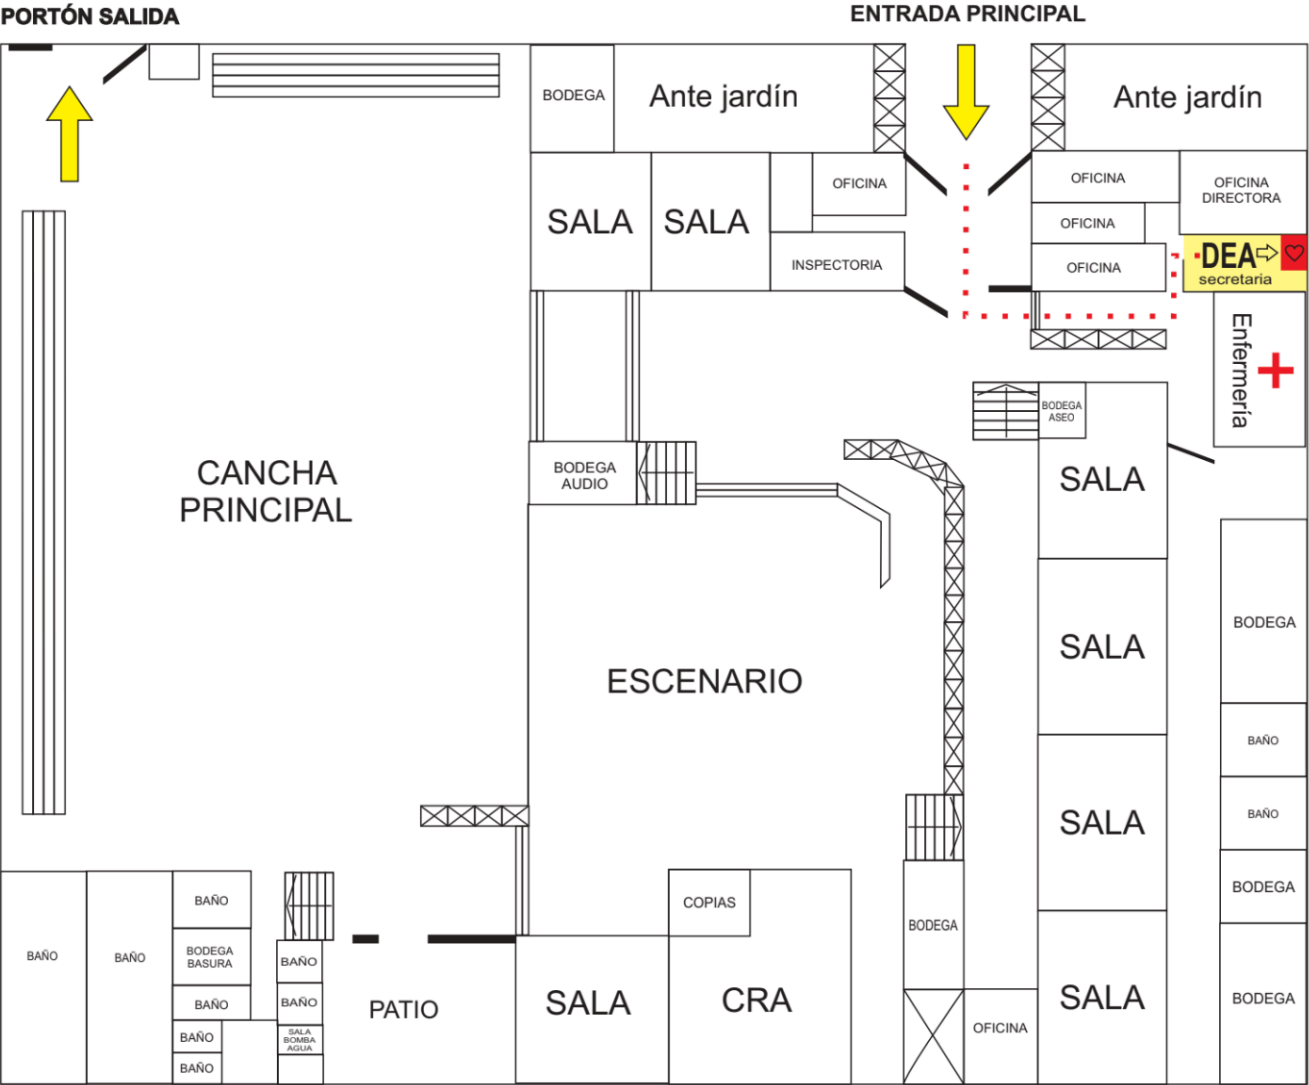 PORTÓN SALIDA
ENTRADA PRINCIPAL
BODEGA
Ante jardín
Ante jardín
SALA
SALA
OFICINA
INSPECTORIA
OFICINA
OFICINA
OFICINA
OFICINA
DIRECTORA
DEA
secretaria
Enfermería
BODEGA
ASEO
CANCHA
PRINCIPAL
BODEGA
AUDIO
SALA
ESCENARIO
SALA
BODEGA
BAÑO
BAÑO
SALA
BODEGA
BODEGA
SALA
BAÑO
BAÑO
BAÑO
BODEGA
BASURA
BAÑO
BAÑO
BAÑO
BAÑO
BAÑO
SALA
BOMBA
AGUA
PATIO
SALA
COPIAS
CRA
BODEGA
OFICINA